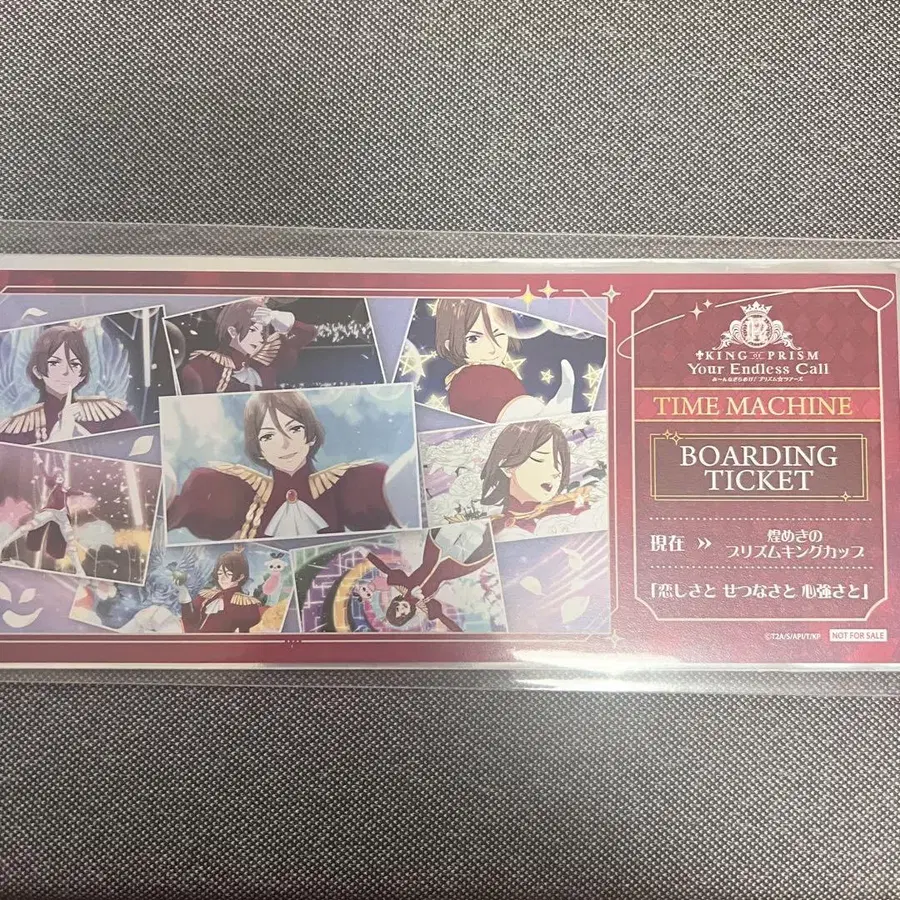 KING OF PRISM
Your Endless Call
み～んなきらめけ!プリズム☆ツアーズ
TIME MACHINE
BOARDING
TICKET
現在 >> 煌めきの
プリズムキングカップ
「恋しさと せつなさと 心強さと」
©T2A/S/API/T/KP NOT FOR SALE